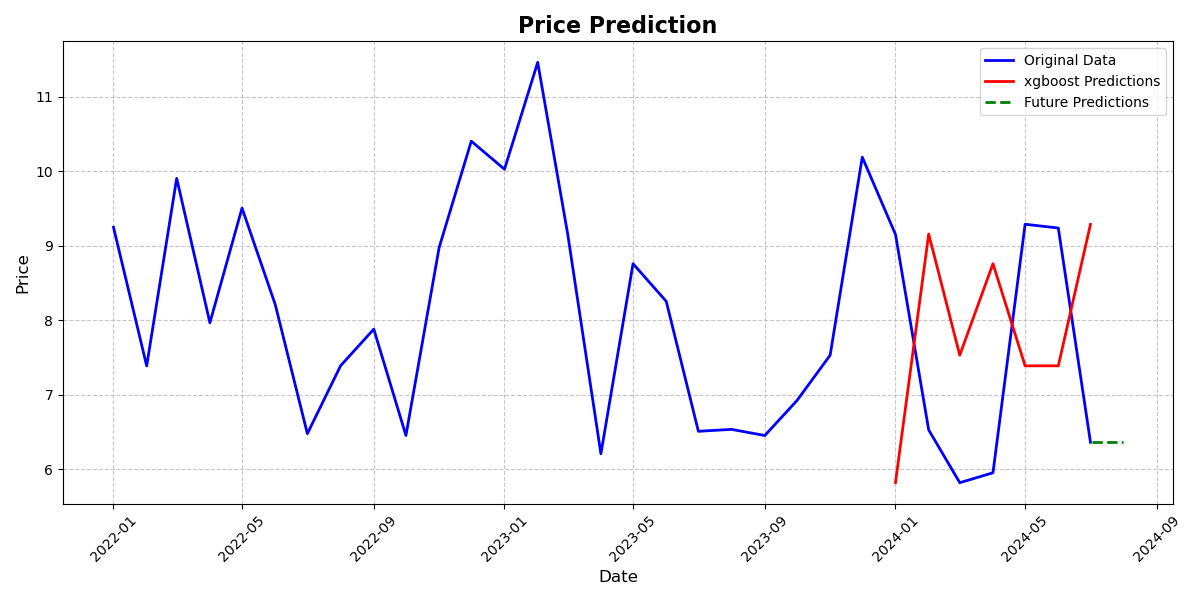 Price Prediction
Original Data
xgboost Predictions
Future Predictions
Price
11
10
9
8
7
6
2022-01
2022-05
2022-09
2023-01
2023-05
2023-09
2024-01
2024-05
2024-09
Date